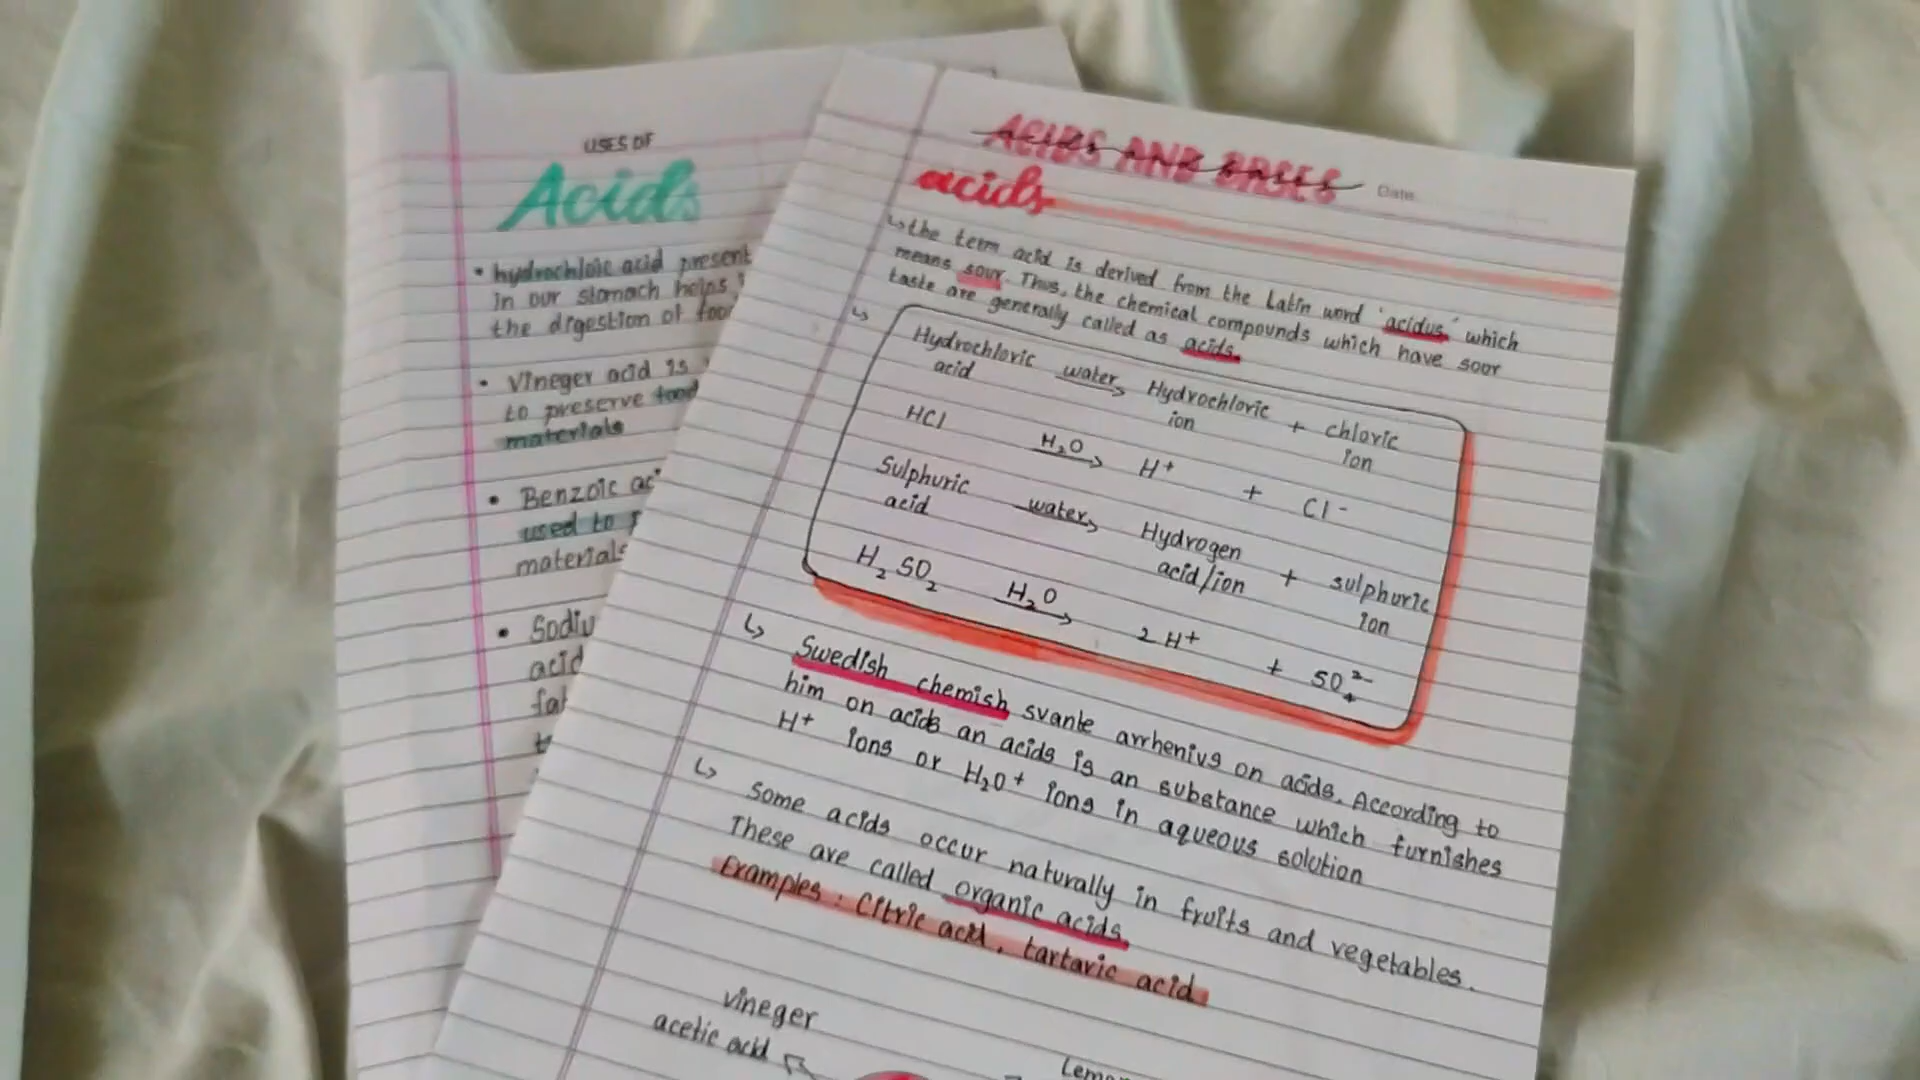 USES OF
Acids
• hydrochloic acid present
in our stomach helps
the digestion of
• Vineger acid is
to preserve food
materials
• Benzoic
used to
materials
• Sodiu
acid
ACIDS AND BASES
Date
acids
↳ the term acid is derived from the Latin word 'acidus' which
means sour. Thus, the chemical compounds which have soor
taste are generally called as acids.
↳
Hydrochloric water Hydrochloric + chloric
acid ion ion
HCl H2O → H+ + Cl-
Sulphuric water Hydrogen + sulphuric
acid acid/ion ion
H2SO2 H2O → 2H+ + SO4 2-
↳ Swedish chemish svante arrhenius on acids. According to
him on acids an acids is an substance which furnishes
H+ ions or H2O+ ions in aqueous solution
↳ Some acids occur naturally in fruits and vegetables.
These are called organic acids
Examples : Citric acid, tartaric acid
vineger
acetic acid